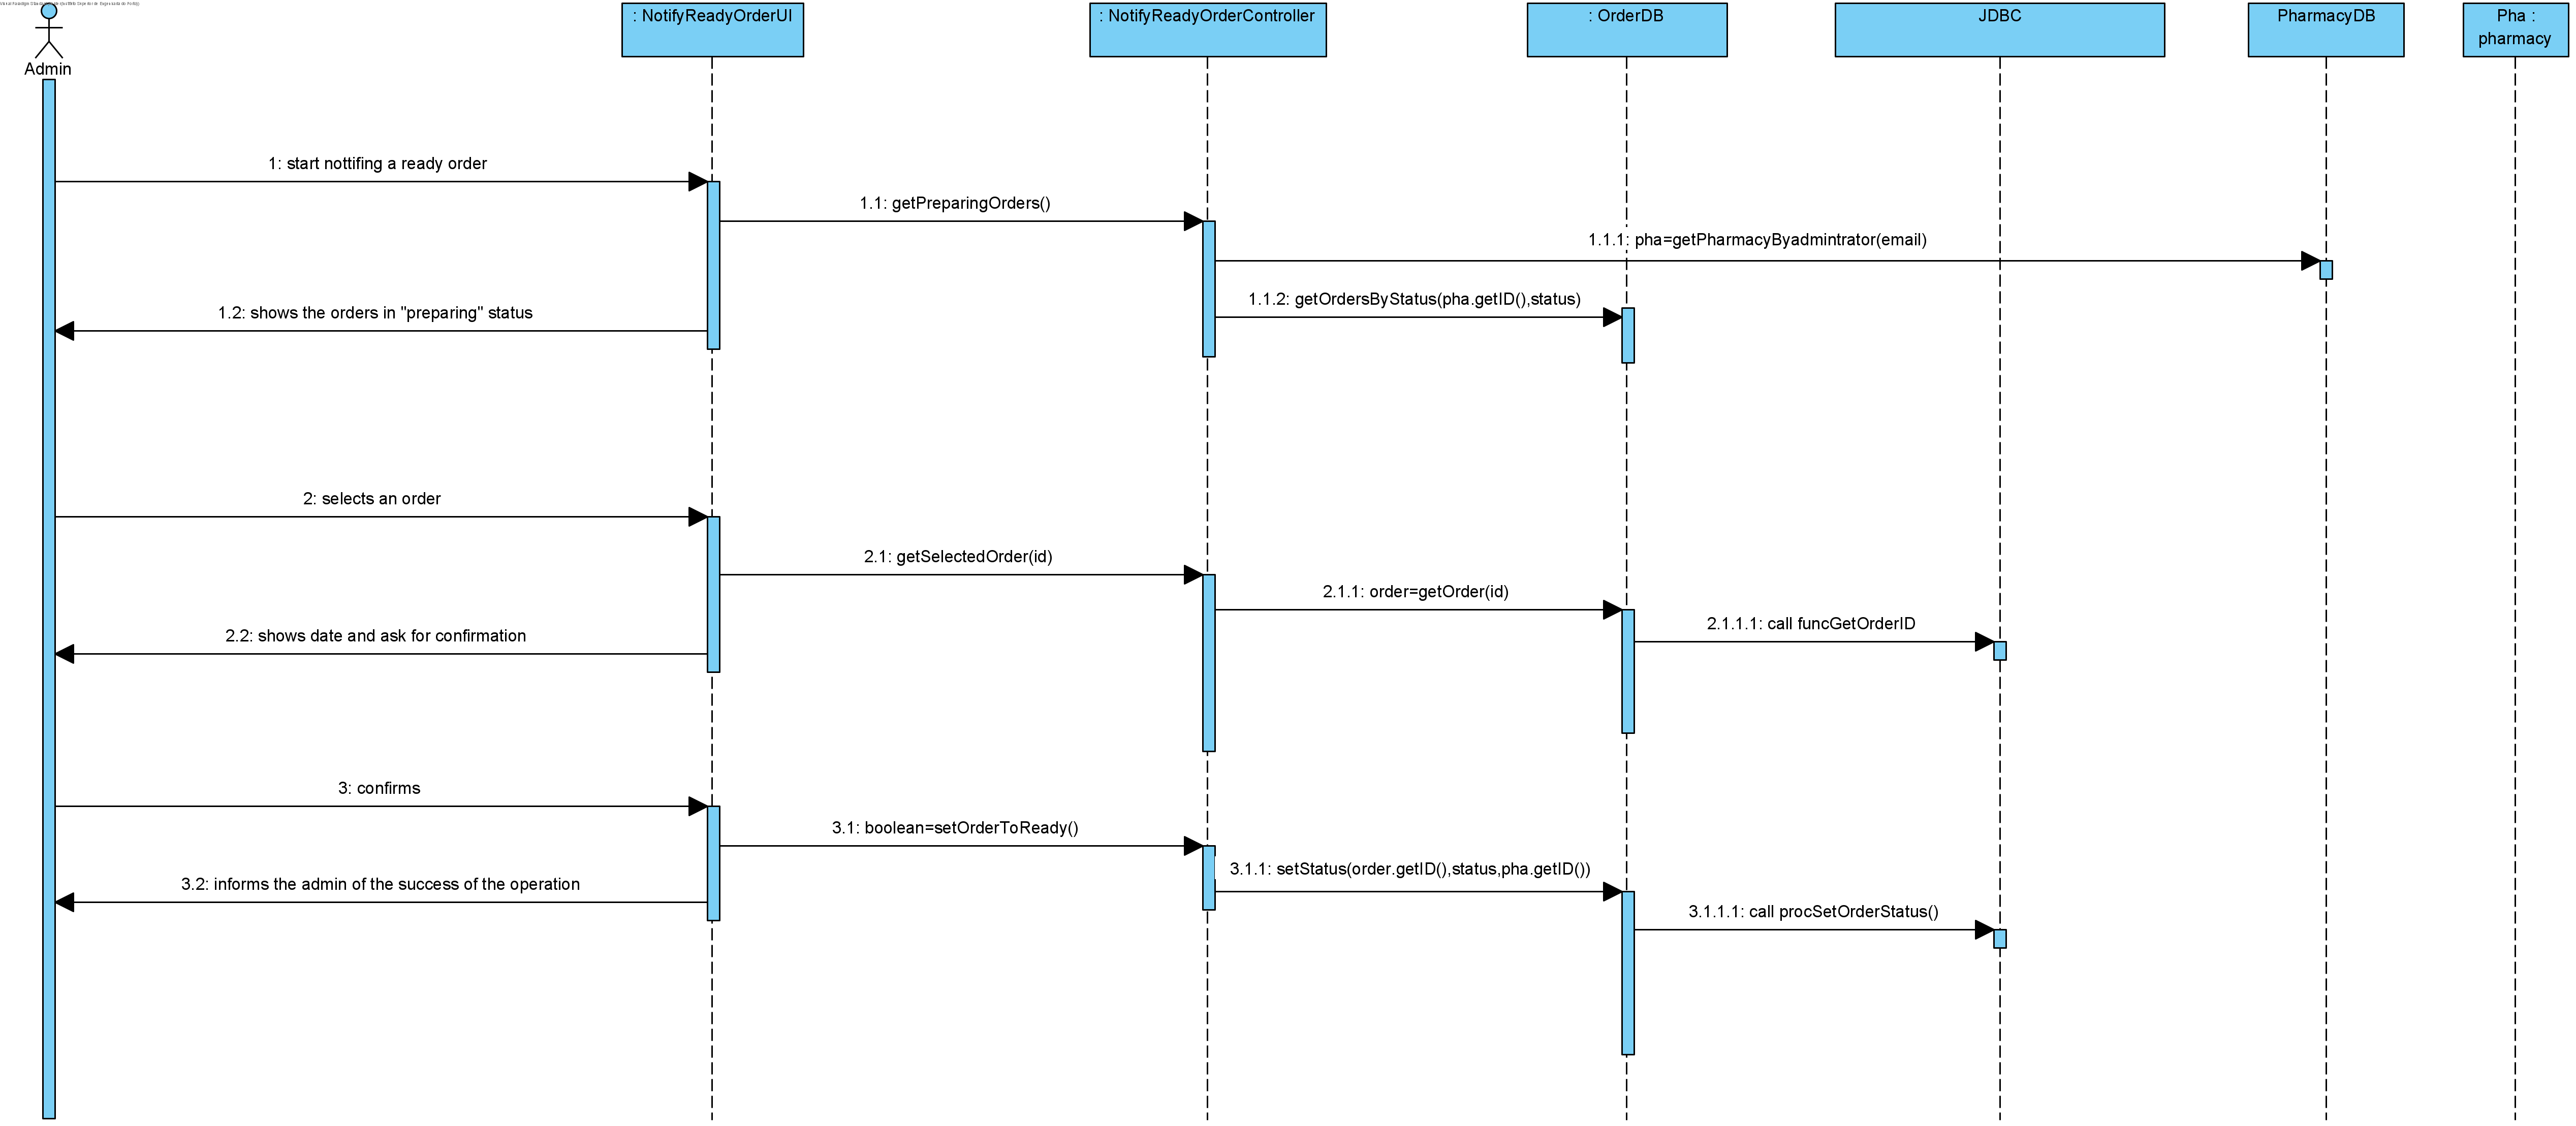 : NotifyReadyOrderUI
: NotifyReadyOrderController
: OrderDB
JDBC
PharmacyDB
Pha :
pharmacy
Admin
1: start nottifing a ready order
1.1: getPreparingOrders()
1.1.1: pha=getPharmacyByadmintrator(email)
1.1.2: getOrdersByStatus(pha.getID(),status)
1.2: shows the orders in "preparing" status
2: selects an order
2.1: getSelectedOrder(id)
2.1.1: order=getOrder(id)
2.1.1.1: call funcGetOrderID
2.2: shows date and ask for confirmation
3: confirms
3.1: boolean=setOrderToReady()
3.1.1: setStatus(order.getID(),status,pha.getID())
3.2: informs the admin of the success of the operation
3.1.1.1: call procSetOrderStatus()